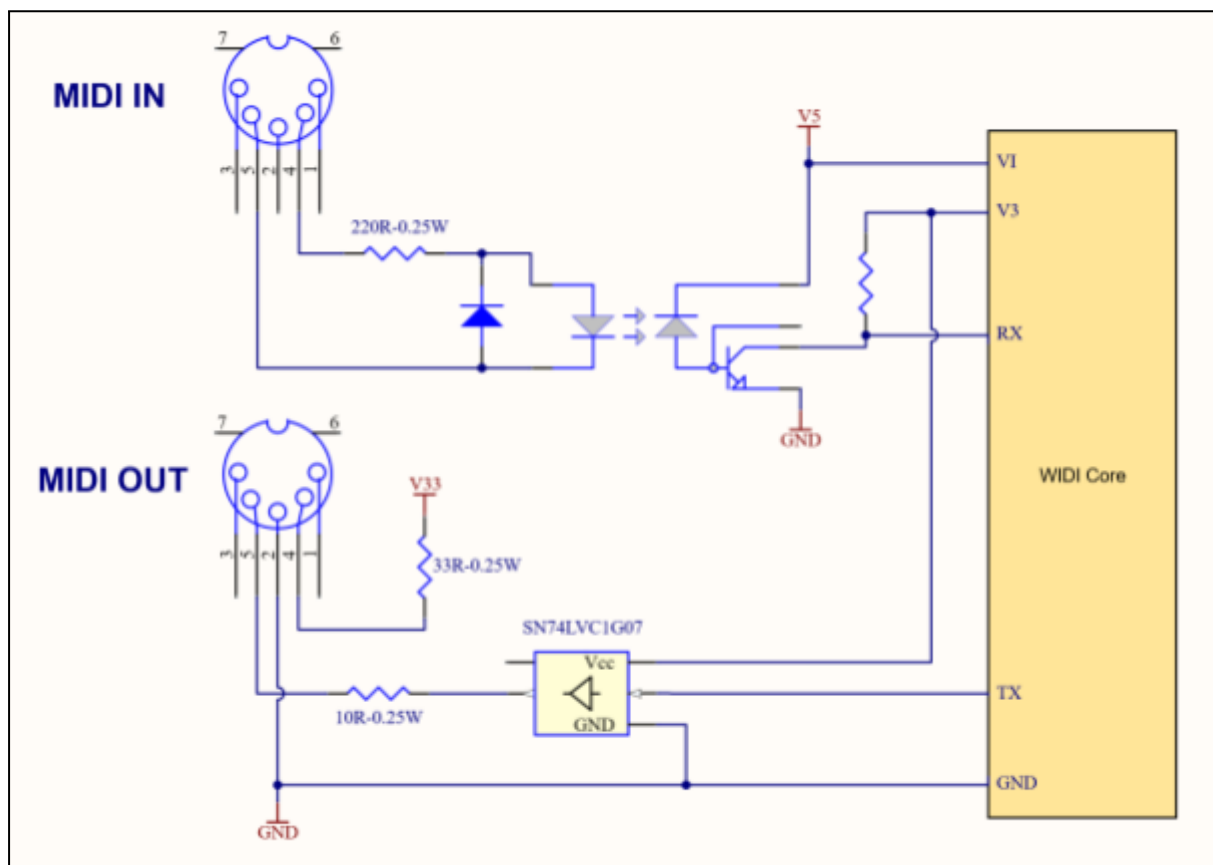 7
6
MIDI IN
3
5
2
4
1
220R-0.25W
V5
VI
V3
RX
GND
7
6
MIDI OUT
3
5
2
4
1
V33
33R-0.25W
WIDI Core
SN74LVC1G07
Vcc
GND
10R-0.25W
TX
GND
GND